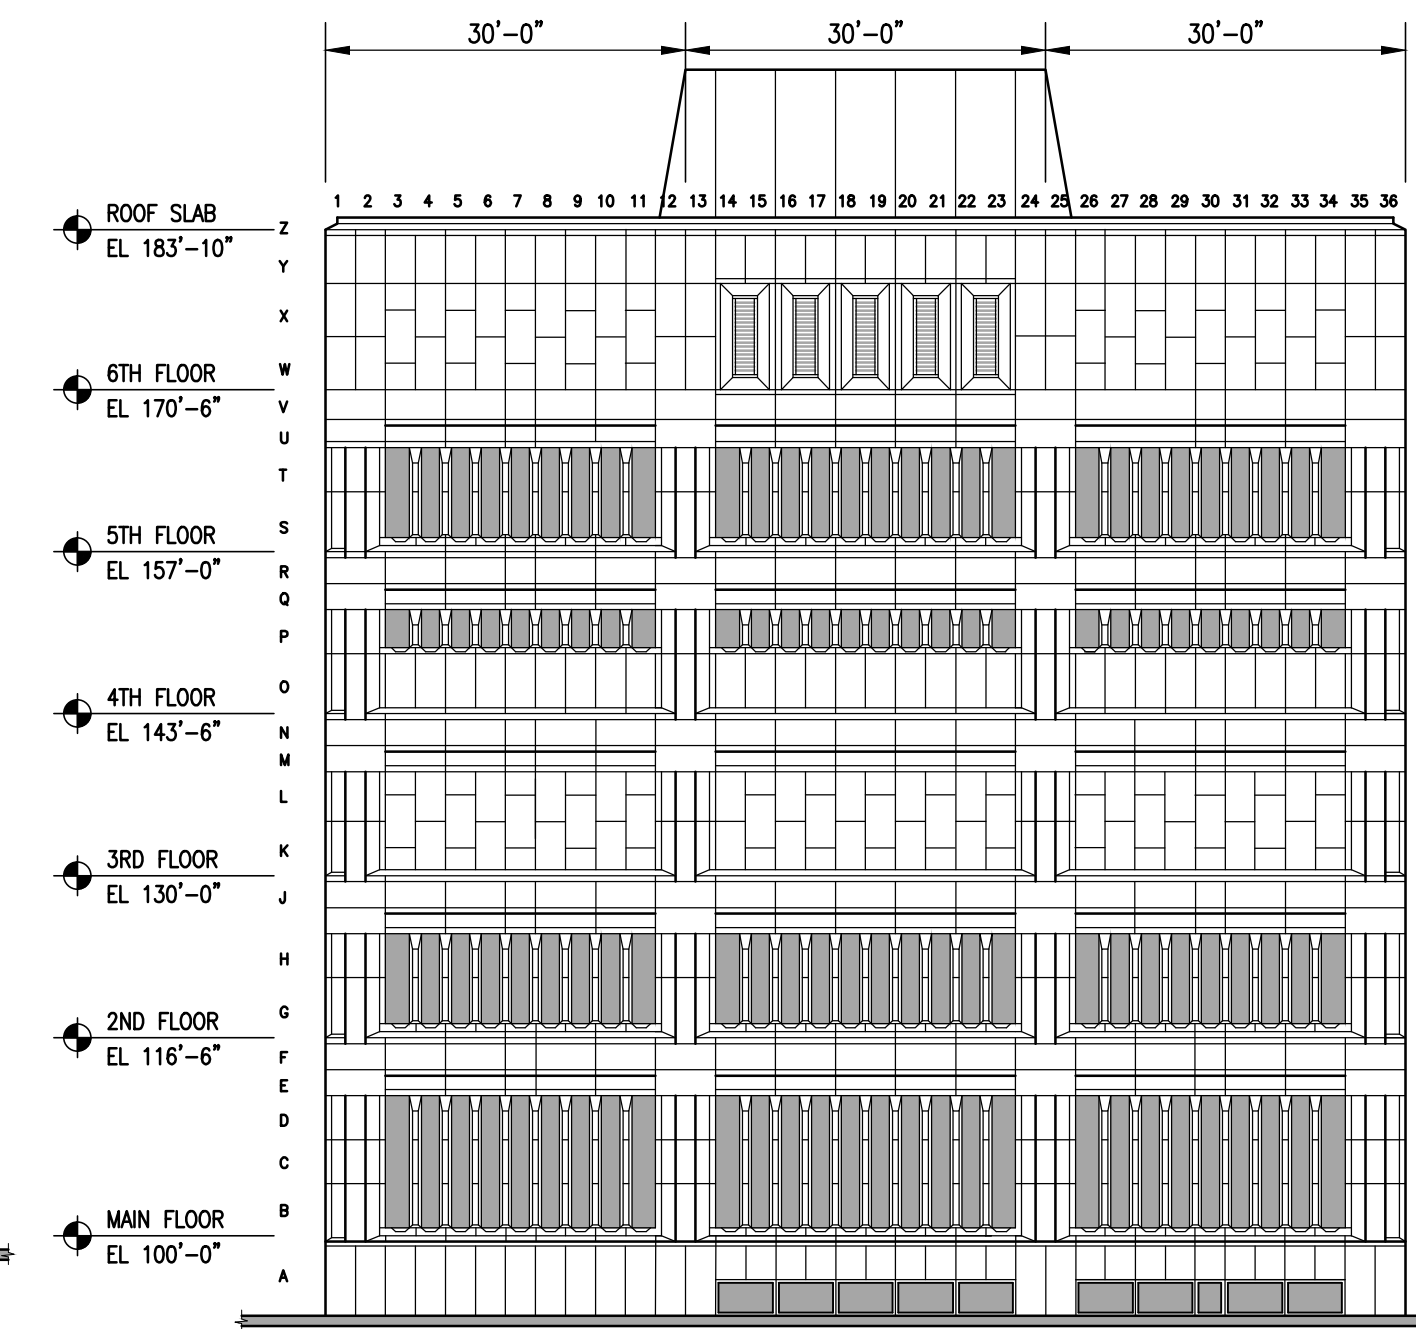 30'-0" 30'-0" 30'-0"
1 2 3 4 5 6 7 8 9 10 11 12 13 14 15 16 17 18 19 20 21 22 23 24 25 26 27 28 29 30 31 32 33 34 35 36
ROOF SLAB
EL 183'-10"
Z
Y
X
W
6TH FLOOR
EL 170'-6"
V
U
T
S
5TH FLOOR
EL 157'-0"
R
Q
P
O
4TH FLOOR
EL 143'-6"
N
M
L
K
3RD FLOOR
EL 130'-0"
J
H
G
2ND FLOOR
EL 116'-6"
F
E
D
C
B
MAIN FLOOR
EL 100'-0"
A